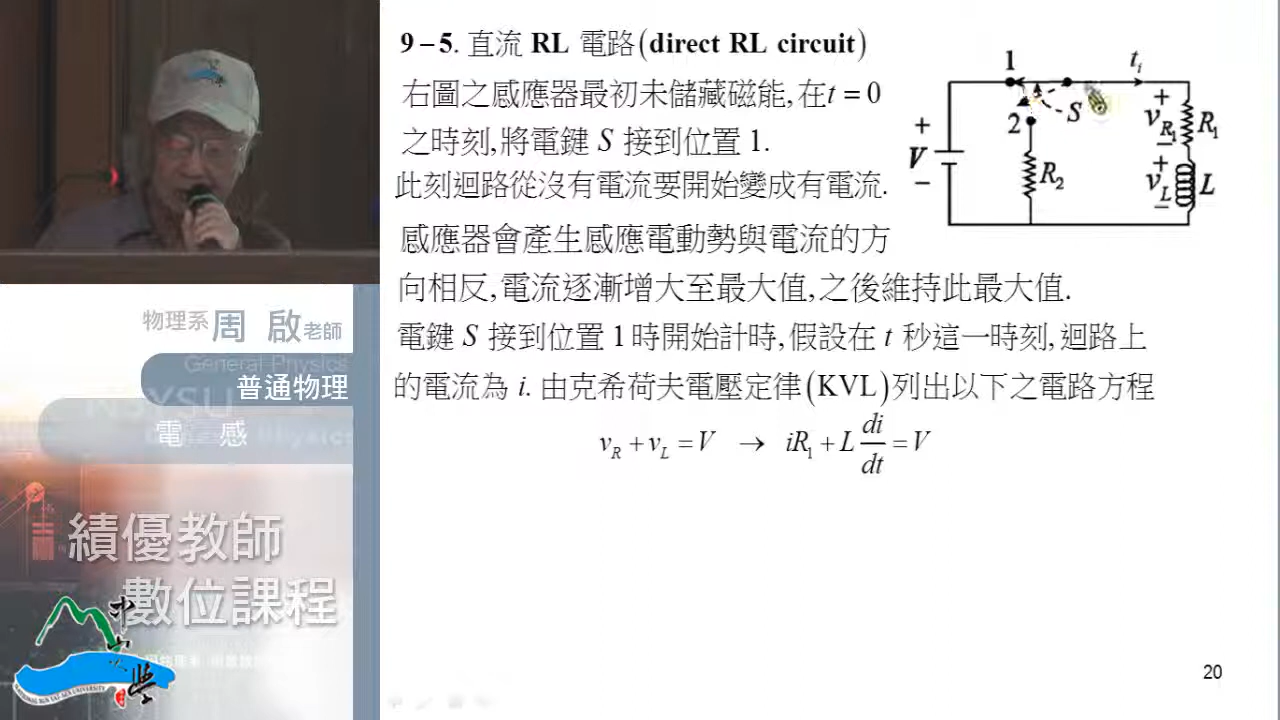 9－5. 直流 RL 電路(direct RL circuit)
右圖之感應器最初未儲藏磁能,在t = 0
之時刻,將電鍵 S 接到位置 1.
此刻迴路從沒有電流要開始變成有電流.
感應器會產生感應電動勢與電流的方
向相反,電流逐漸增大至最大值,之後維持此最大值.
電鍵 S 接到位置 1 時開始計時,假設在 t 秒這一時刻,迴路上
的電流為 i. 由克希荷夫電壓定律(KVL)列出以下之電路方程
v_R + v_L = V → iR_1 + L di/dt = V
1
t_i
2
S
+
V
−
R_2
+
v_R_1
−
R_1
+
v_L
−
L
物理系 周 啟 老師
General Physics
普通物理
電 感
績優教師
數位課程
20